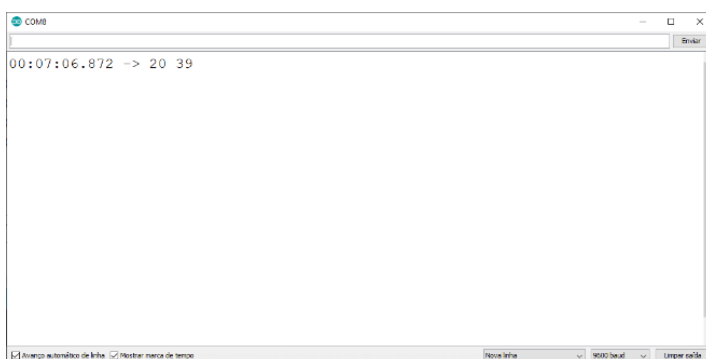 COM8
Enviar
00:07:06.872 -> 20 39
Avanço automático de linha Mostrar marca de tempo Nova linha 9600 baud Limpar saída